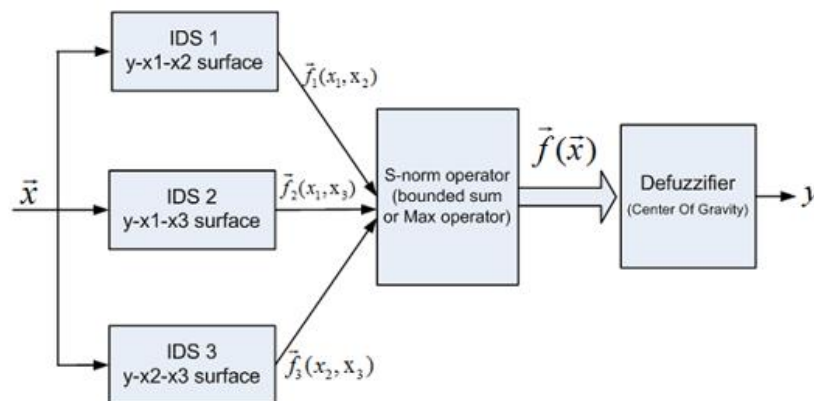 IDS 1
y-x1-x2 surface
f⃗₁(x₁,x₂)
x⃗
IDS 2
y-x1-x3 surface
f⃗₂(x₁,x₃)
S-norm operator
(bounded sum
or Max operator)
f⃗(x⃗)
Defuzzifier
(Center Of Gravity)
y
IDS 3
y-x2-x3 surface
f⃗₃(x₂,x₃)